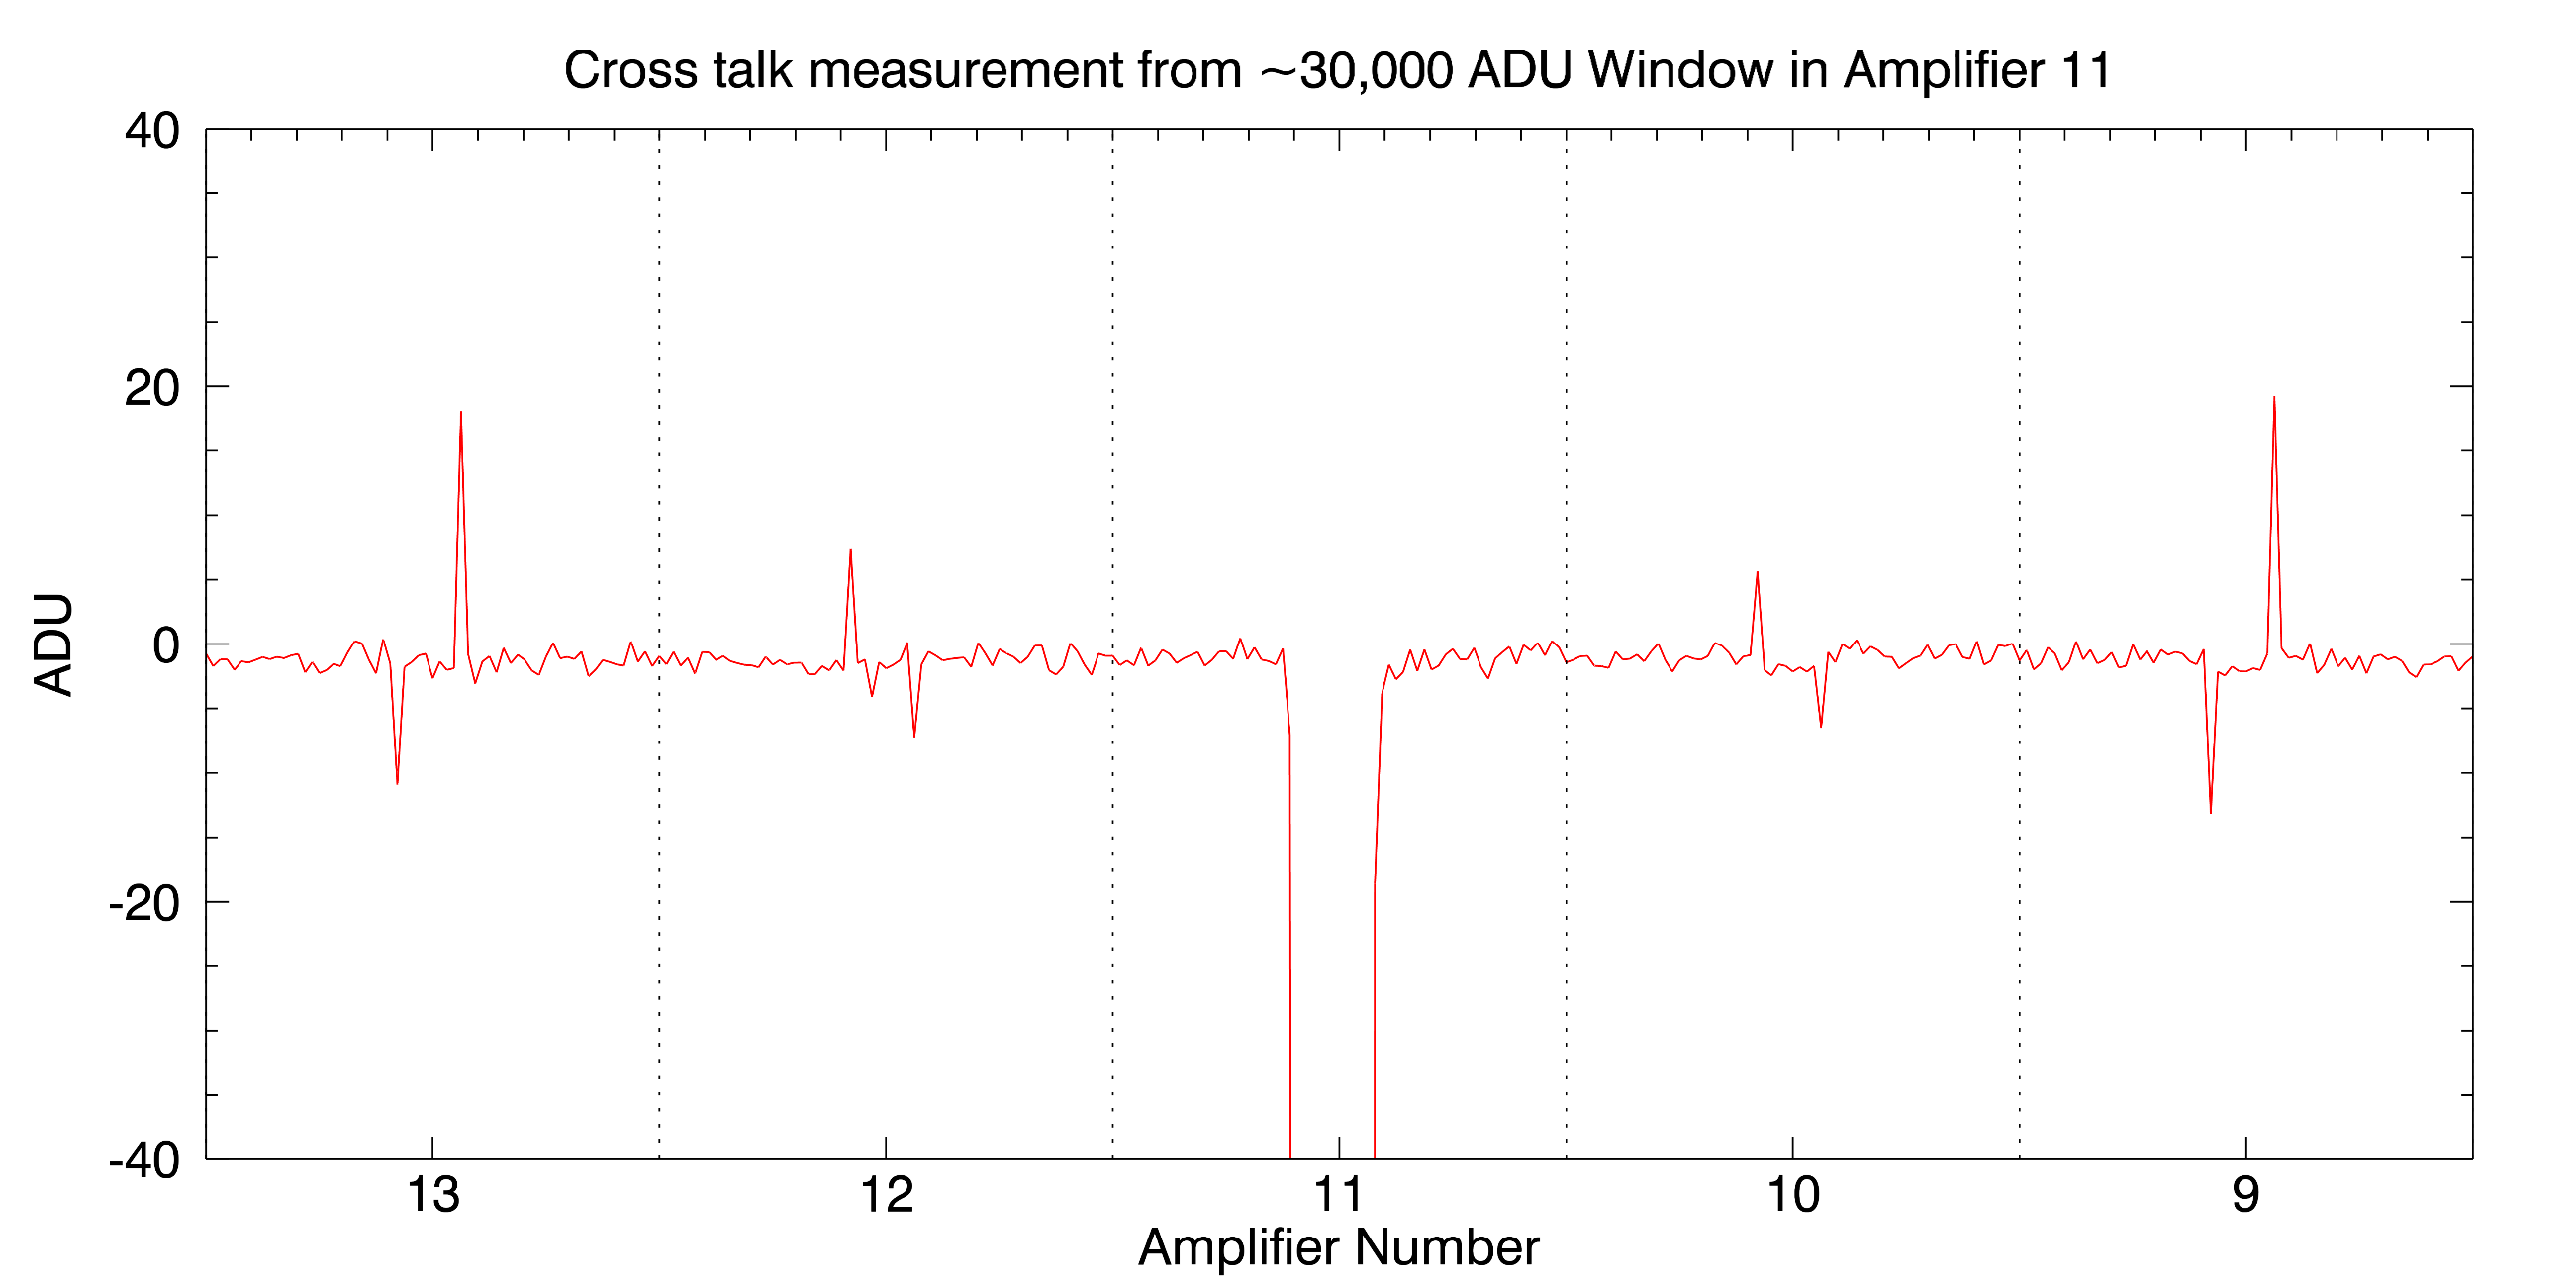 Cross talk measurement from ~30,000 ADU Window in Amplifier 11
40
20
0
-20
-40
ADU
13 12 11 10 9
Amplifier Number